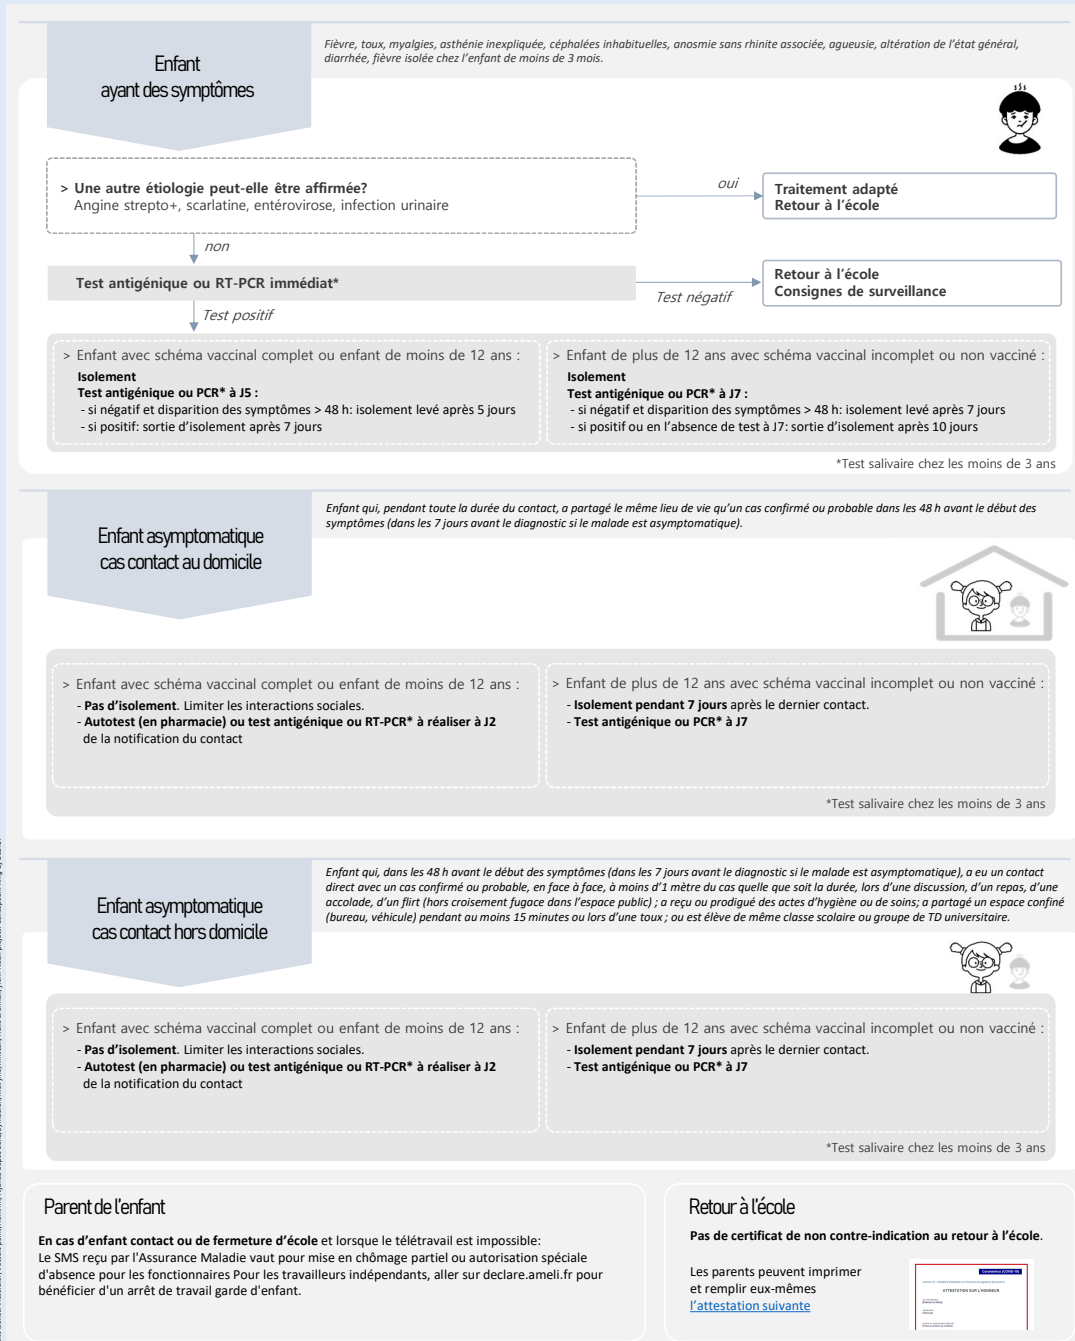 Enfant
ayant des symptômes
Fièvre, toux, myalgies, asthénie inexpliquée, céphalées inhabituelles, anosmie sans rhinite associée, agueusie, altération de l'état général,
diarrhée, fièvre isolée chez l'enfant de moins de 3 mois.
> Une autre étiologie peut-elle être affirmée?
Angine strepto+, scarlatine, entérovirose, infection urinaire
oui
Traitement adapté
Retour à l'école
non
Test antigénique ou RT-PCR immédiat*
Test négatif
Retour à l'école
Consignes de surveillance
Test positif
> Enfant avec schéma vaccinal complet ou enfant de moins de 12 ans :
Isolement
Test antigénique ou PCR* à J5 :
- si négatif et disparition des symptômes > 48 h: isolement levé après 5 jours
- si positif: sortie d'isolement après 7 jours
> Enfant de plus de 12 ans avec schéma vaccinal incomplet ou non vacciné :
Isolement
Test antigénique ou PCR* à J7 :
- si négatif et disparition des symptômes > 48 h: isolement levé après 7 jours
- si positif ou en l'absence de test à J7: sortie d'isolement après 10 jours
*Test salivaire chez les moins de 3 ans
Enfant asymptomatique
cas contact au domicile
Enfant qui, pendant toute la durée du contact, a partagé le même lieu de vie qu'un cas confirmé ou probable dans les 48 h avant le début des
symptômes (dans les 7 jours avant le diagnostic si le malade est asymptomatique).
> Enfant avec schéma vaccinal complet ou enfant de moins de 12 ans :
- Pas d'isolement. Limiter les interactions sociales.
- Autotest (en pharmacie) ou test antigénique ou RT-PCR* à réaliser à J2
de la notification du contact
> Enfant de plus de 12 ans avec schéma vaccinal incomplet ou non vacciné :
- Isolement pendant 7 jours après le dernier contact.
- Test antigénique ou PCR* à J7
*Test salivaire chez les moins de 3 ans
Enfant asymptomatique
cas contact hors domicile
Enfant qui, dans les 48 h avant le début des symptômes (dans les 7 jours avant le diagnostic si le malade est asymptomatique), a eu un contact
direct avec un cas confirmé ou probable, en face à face, à moins d'1 mètre du cas quelle que soit la durée, lors d'une discussion, d'un repas, d'une
accolade, d'un flirt (hors croisement fugace dans l'espace public) ; a reçu ou prodigué des actes d'hygiène ou de soins; a partagé un espace confiné
(bureau, véhicule) pendant au moins 15 minutes ou lors d'une toux ; ou est élève de même classe scolaire ou groupe de TD universitaire.
> Enfant avec schéma vaccinal complet ou enfant de moins de 12 ans :
- Pas d'isolement. Limiter les interactions sociales.
- Autotest (en pharmacie) ou test antigénique ou RT-PCR* à réaliser à J2
de la notification du contact
> Enfant de plus de 12 ans avec schéma vaccinal incomplet ou non vacciné :
- Isolement pendant 7 jours après le dernier contact.
- Test antigénique ou PCR* à J7
*Test salivaire chez les moins de 3 ans
Parent de l'enfant
En cas d'enfant contact ou de fermeture d'école et lorsque le télétravail est impossible:
Le SMS reçu par l'Assurance Maladie vaut pour mise en chômage partiel ou autorisation spéciale
d'absence pour les fonctionnaires Pour les travailleurs indépendants, aller sur declare.ameli.fr pour
bénéficier d'un arrêt de travail garde d'enfant.
Retour à l'école
Pas de certificat de non contre-indication au retour à l'école.
Les parents peuvent imprimer
et remplir eux-mêmes
l'attestation suivante
Coronavirus (COVID-19)
ATTESTATION SUR L'HONNEUR